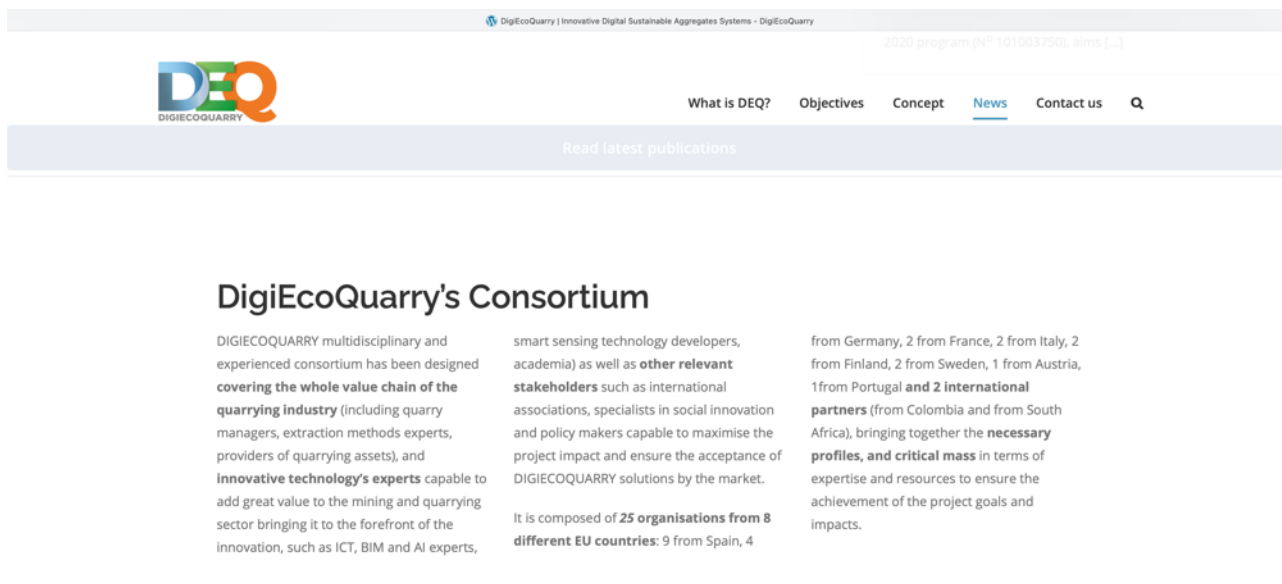 DigiEcoQuarry | Innovative Digital Sustainable Aggregates Systems – DigiEcoQuarry
2020 program (Nº 101003750), aims [...]
DEQ
DIGIECOQUARRY
What is DEQ? Objectives Concept News Contact us
Read latest publications
DigiEcoQuarry’s Consortium
DIGIECOQUARRY multidisciplinary and
experienced consortium has been designed
covering the whole value chain of the
quarrying industry (including quarry
managers, extraction methods experts,
providers of quarrying assets), and
innovative technology’s experts capable to
add great value to the mining and quarrying
sector bringing it to the forefront of the
innovation, such as ICT, BIM and AI experts,
smart sensing technology developers,
academia) as well as other relevant
stakeholders such as international
associations, specialists in social innovation
and policy makers capable to maximise the
project impact and ensure the acceptance of
DIGIECOQUARRY solutions by the market.
It is composed of 25 organisations from 8
different EU countries: 9 from Spain, 4
from Germany, 2 from France, 2 from Italy, 2
from Finland, 2 from Sweden, 1 from Austria,
1from Portugal and 2 international
partners (from Colombia and from South
Africa), bringing together the necessary
profiles, and critical mass in terms of
expertise and resources to ensure the
achievement of the project goals and
impacts.